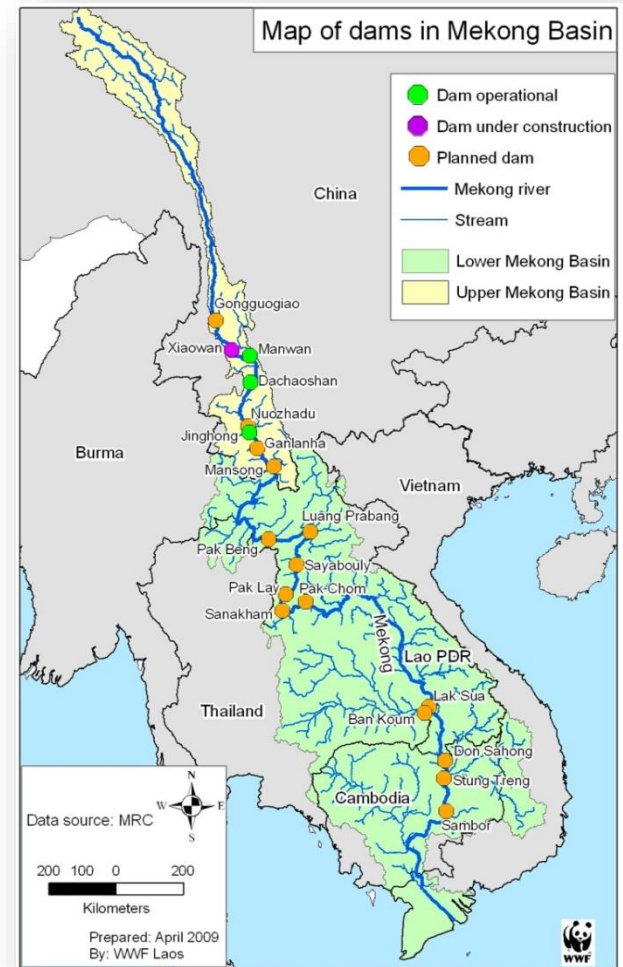 Map of dams in Mekong Basin
Dam operational
Dam under construction
Planned dam
Mekong river
Stream
Lower Mekong Basin
Upper Mekong Basin
China
Gongguogiao
Xiaowan
Manwan
Dachaoshan
Nuozhadu
Jinghong
Ganlanha
Mansong
Burma
Vietnam
Luang Prabang
Pak Beng
Sayabouly
Pak Lay
Pak Chom
Sanakham
Mekong
Lao PDR
Thailand
Lak Sua
Ban Koum
Don Sahong
Stung Treng
Cambodia
Sambor
N
W E
S
Data source: MRC
200 100 0 200
Kilometers
Prepared: April 2009
By: WWF Laos
WWF